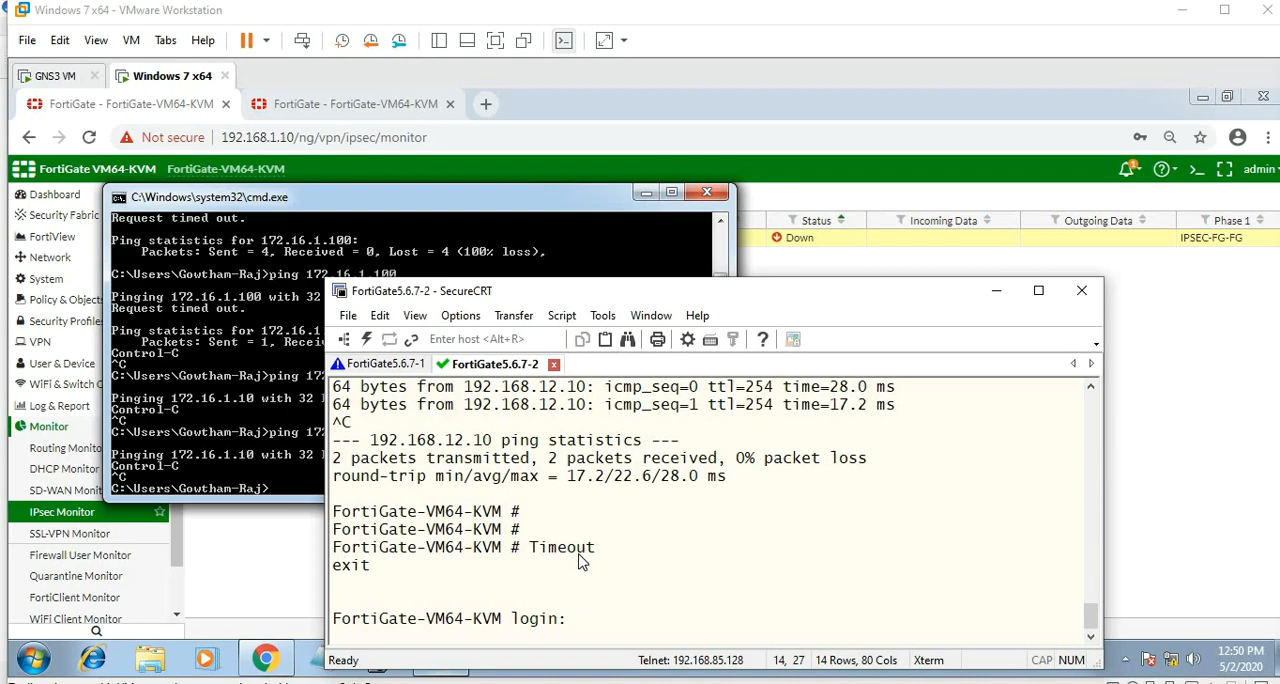 Windows 7 x64 - VMware Workstation
File Edit View VM Tabs Help
GNS3 VM Windows 7 x64
FortiGate - FortiGate-VM64-KVM FortiGate - FortiGate-VM64-KVM
Not secure 192.168.1.10/ng/vpn/ipsec/monitor
FortiGate VM64-KVM FortiGate-VM64-KVM 1 admin
Dashboard
Security Fabric
FortiView
Network
System
Policy & Objects
Security Profile
VPN
User & Device
WiFi & Switch C
Log & Report
Monitor
Routing Monito
DHCP Monitor
SD-WAN Monit
IPsec Monitor
SSL-VPN Monitor
Firewall User Monitor
Quarantine Monitor
FortiClient Monitor
WiFi Client Monitor
Status Incoming Data Outgoing Data Phase 1
Down IPSEC-FG-FG
C:\Windows\system32\cmd.exe
Request timed out.
Ping statistics for 172.16.1.100:
Packets: Sent = 4, Received = 0, Lost = 4 (100% loss),
C:\Users\Gowtham-Raj>ping 172.16.1.100
Pinging 172.16.1.100 with 32
Request timed out.
Ping statistics for 172.16.1
Packets: Sent = 1, Recei
Control-C
^C
C:\Users\Gowtham-Raj>ping 17
Pinging 172.16.1.10 with 32
Control-C
^C
C:\Users\Gowtham-Raj>ping 17
Pinging 172.16.1.10 with 32
Control-C
^C
C:\Users\Gowtham-Raj>
FortiGate5.6.7-2 - SecureCRT
File Edit View Options Transfer Script Tools Window Help
Enter host <Alt+R>
FortiGate5.6.7-1 FortiGate5.6.7-2
64 bytes from 192.168.12.10: icmp_seq=0 ttl=254 time=28.0 ms
64 bytes from 192.168.12.10: icmp_seq=1 ttl=254 time=17.2 ms
^C
--- 192.168.12.10 ping statistics ---
2 packets transmitted, 2 packets received, 0% packet loss
round-trip min/avg/max = 17.2/22.6/28.0 ms
FortiGate-VM64-KVM #
FortiGate-VM64-KVM #
FortiGate-VM64-KVM # Timeout
exit
FortiGate-VM64-KVM login:
Ready Telnet: 192.168.85.128 14, 27 14 Rows, 80 Cols Xterm CAP NUM
12:50 PM
5/2/2020